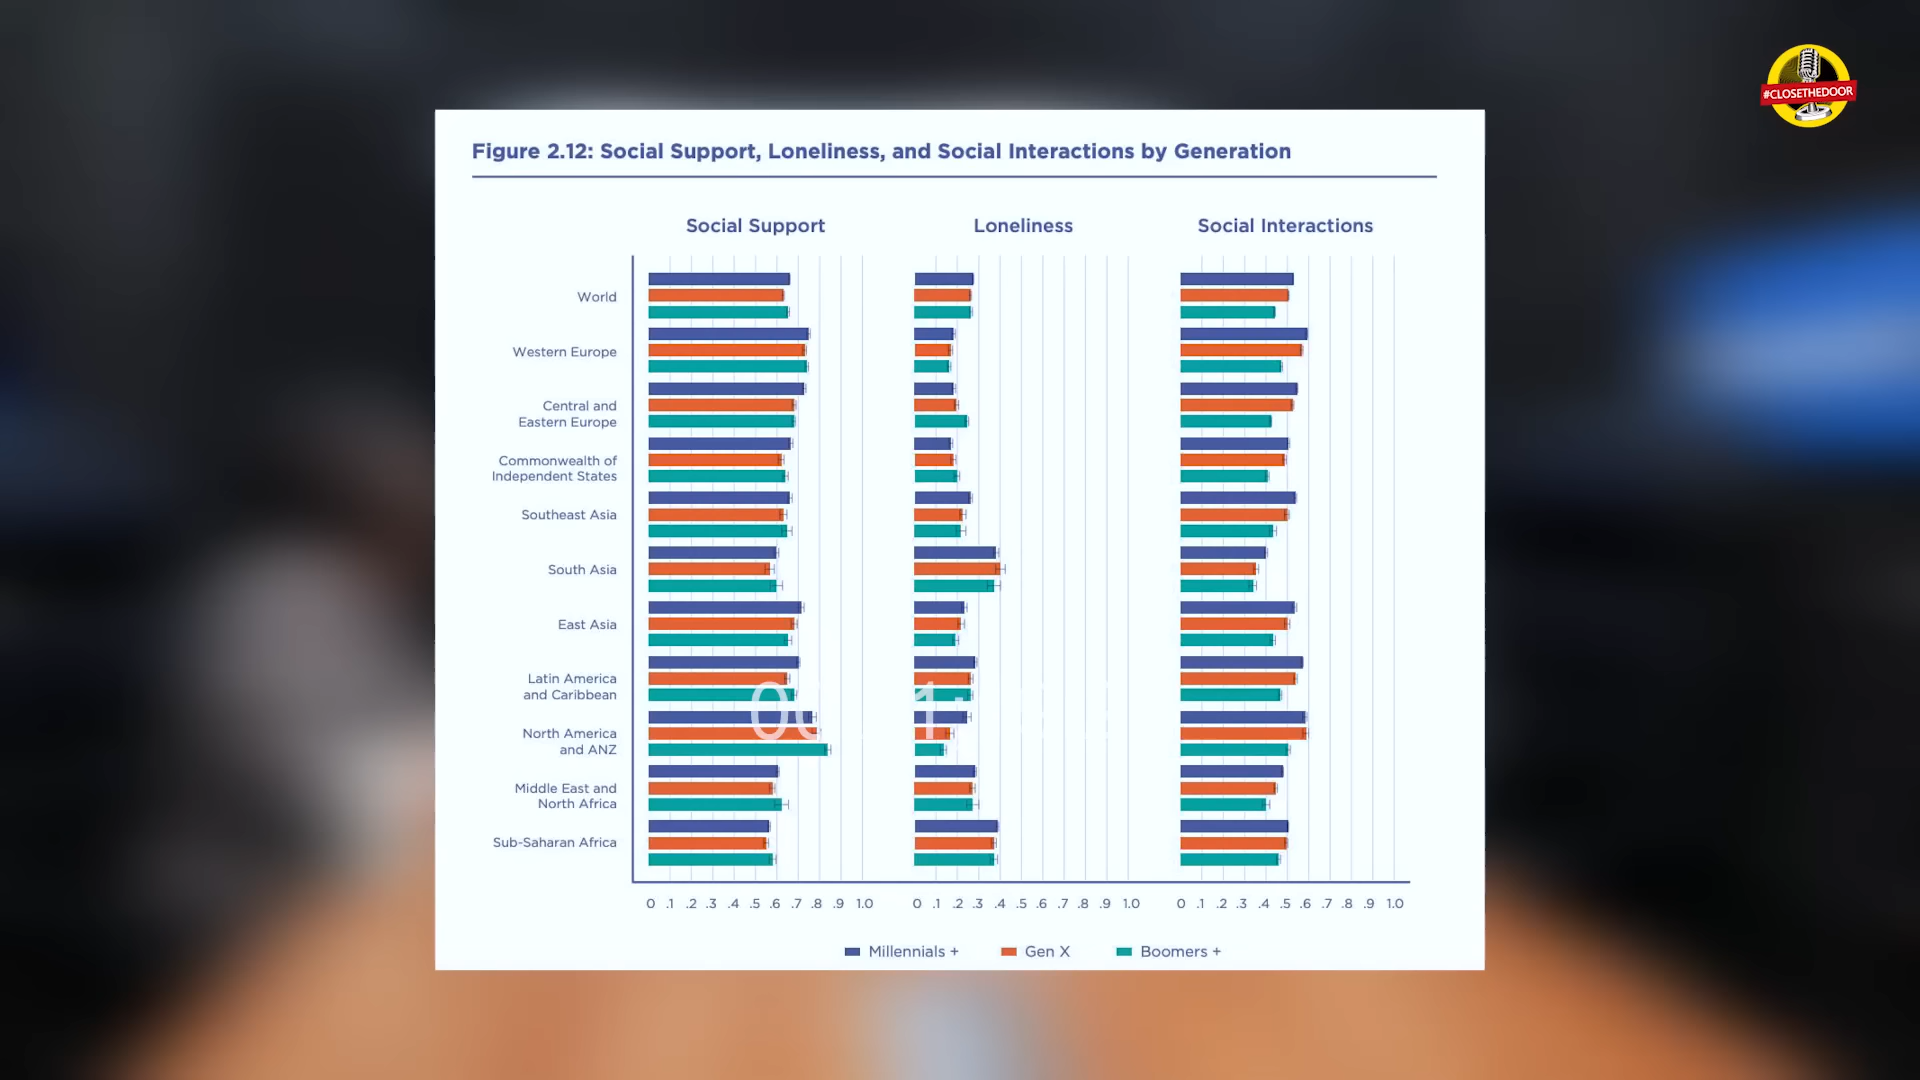 #CLOSETHEDOOR
Figure 2.12: Social Support, Loneliness, and Social Interactions by Generation
Social Support
Loneliness
Social Interactions
World
Western Europe
Central and
Eastern Europe
Commonwealth of
Independent States
Southeast Asia
South Asia
East Asia
Latin America
and Caribbean
North America
and ANZ
Middle East and
North Africa
Sub-Saharan Africa
0 .1 .2 .3 .4 .5 .6 .7 .8 .9 1.0
0 .1 .2 .3 .4 .5 .6 .7 .8 .9 1.0
0 .1 .2 .3 .4 .5 .6 .7 .8 .9 1.0
Millennials +
Gen X
Boomers +